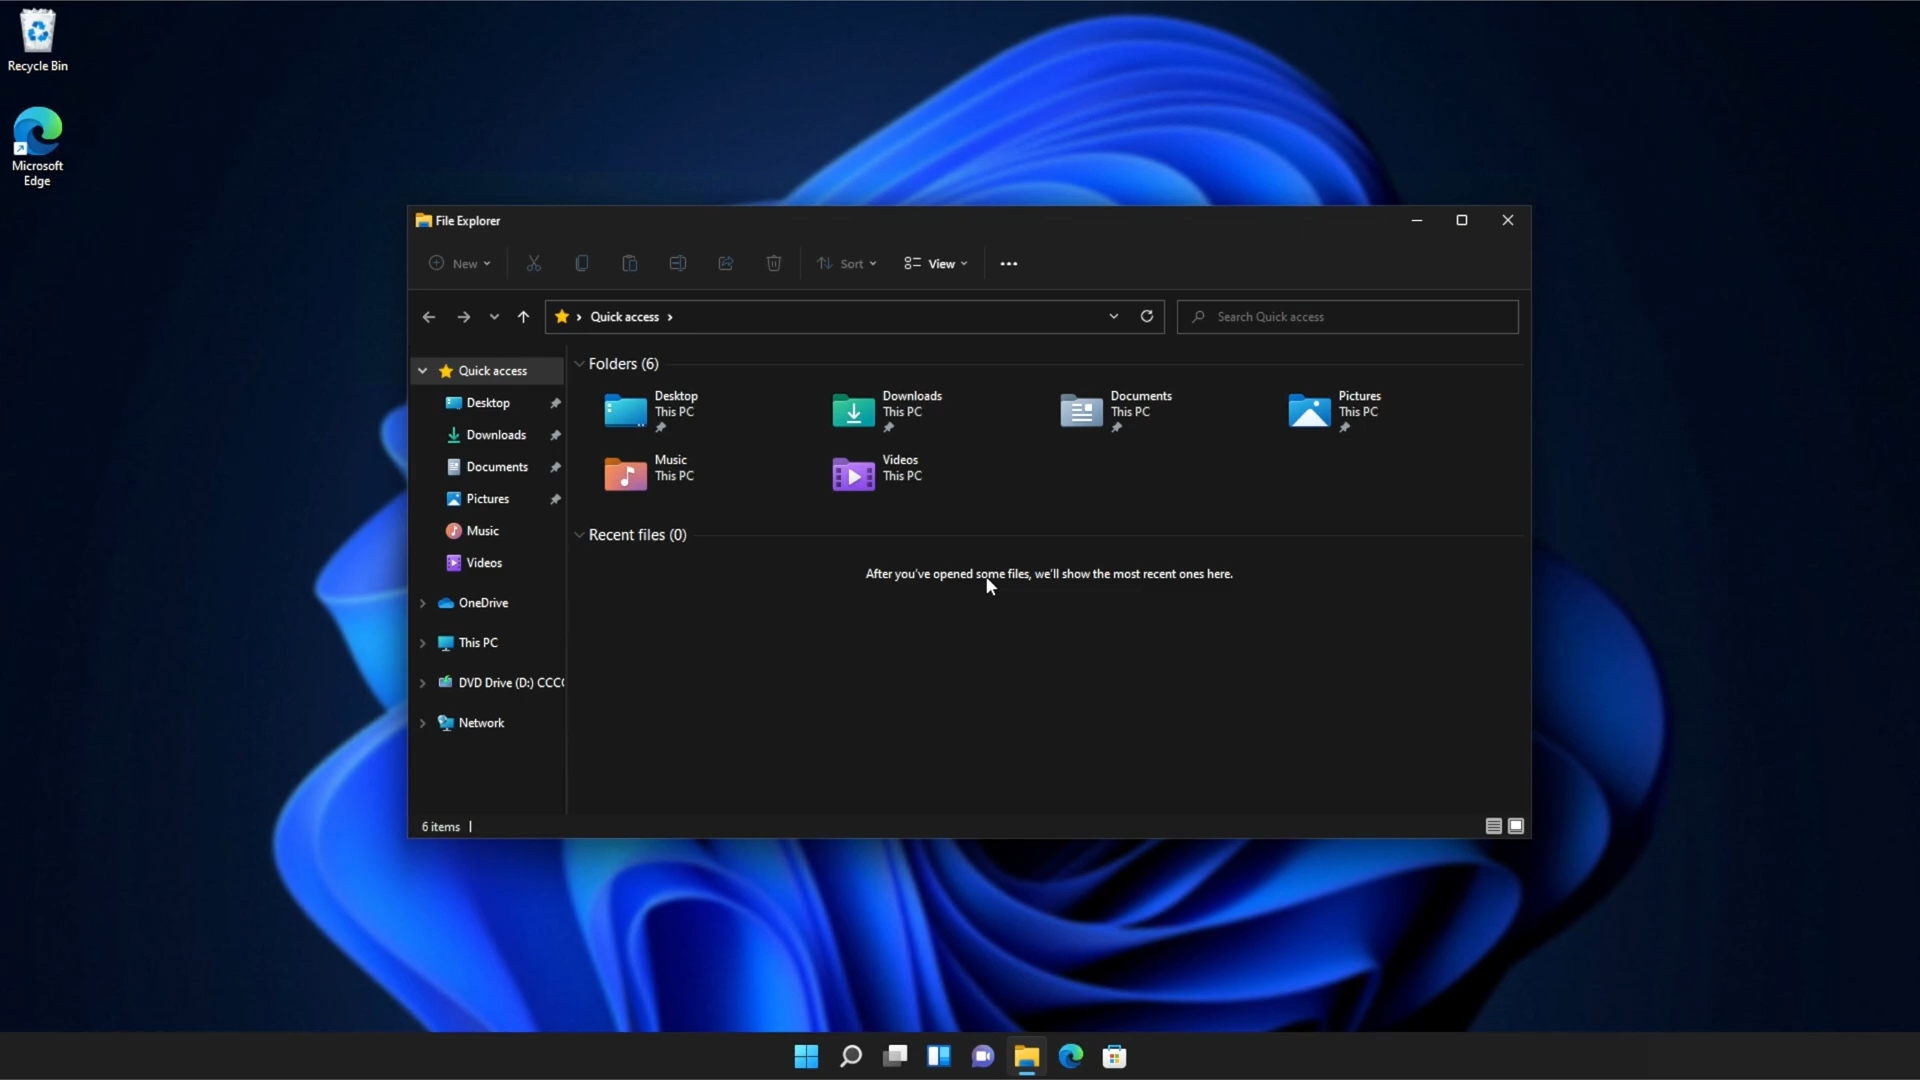 Recycle Bin
Microsoft
Edge
File Explorer
New
Sort
View
Quick access
Search Quick access
Quick access
Desktop
Downloads
Documents
Pictures
Music
Videos
OneDrive
This PC
DVD Drive (D:) CCC
Network
Folders (6)
Desktop
This PC
Downloads
This PC
Documents
This PC
Pictures
This PC
Music
This PC
Videos
This PC
Recent files (0)
After you've opened some files, we'll show the most recent ones here.
6 items